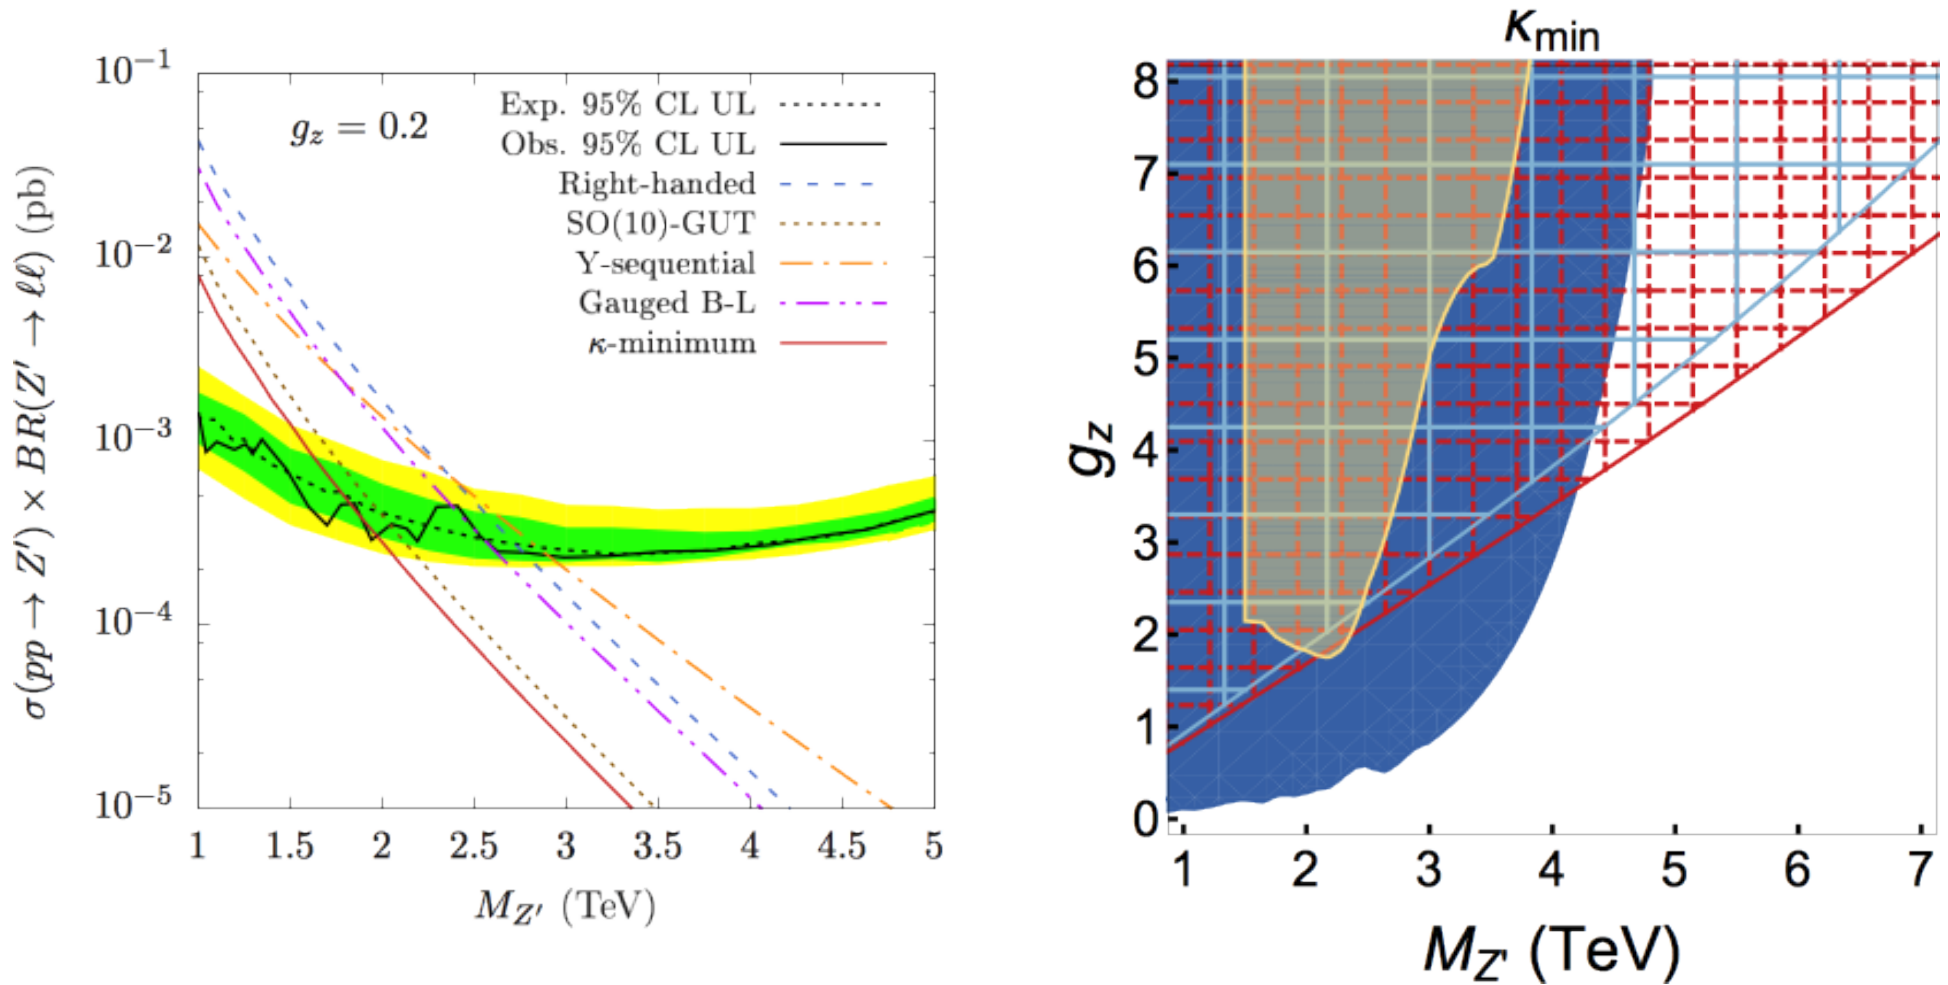 10⁻¹
10⁻²
10⁻³
10⁻⁴
10⁻⁵
σ(pp → Z′) × BR(Z′ → ℓℓ) (pb)
g_z = 0.2
Exp. 95% CL UL
Obs. 95% CL UL
Right-handed
SO(10)-GUT
Y-sequential
Gauged B-L
κ-minimum
1 1.5 2 2.5 3 3.5 4 4.5 5
M_Z′ (TeV)
κ_min
8
7
6
5
4
3
2
1
0
g_z
1 2 3 4 5 6 7
M_Z′ (TeV)